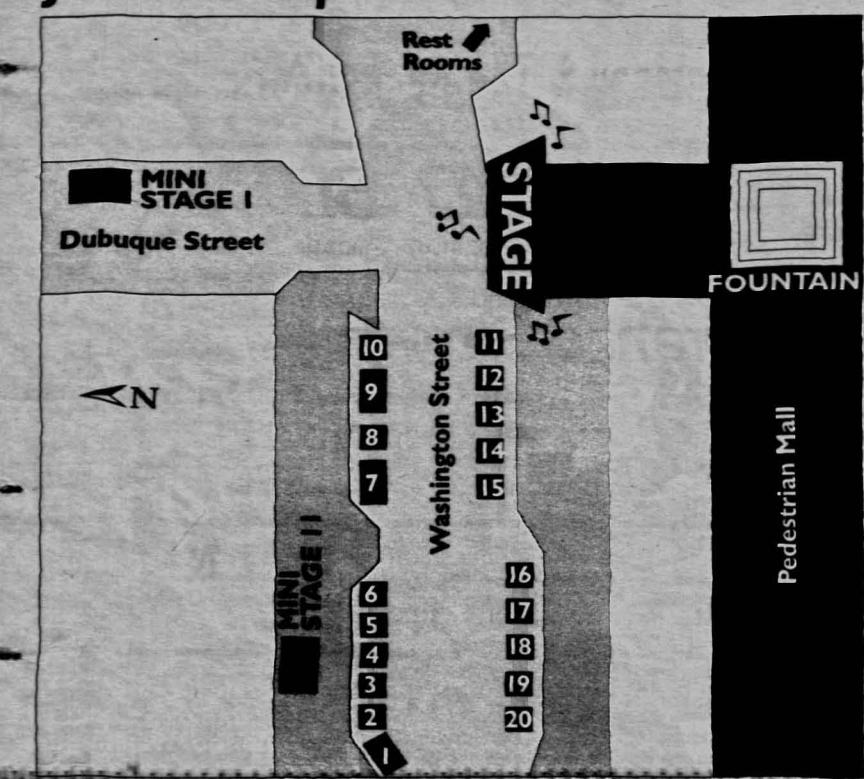 Rest
Rooms
MINI
STAGE I
Dubuque Street
STAGE
FOUNTAIN
N
10
9
8
7
11
12
13
14
15
Washington Street
Pedestrian Mall
MINI
STAGE II
6
5
4
3
2
1
16
17
18
19
20